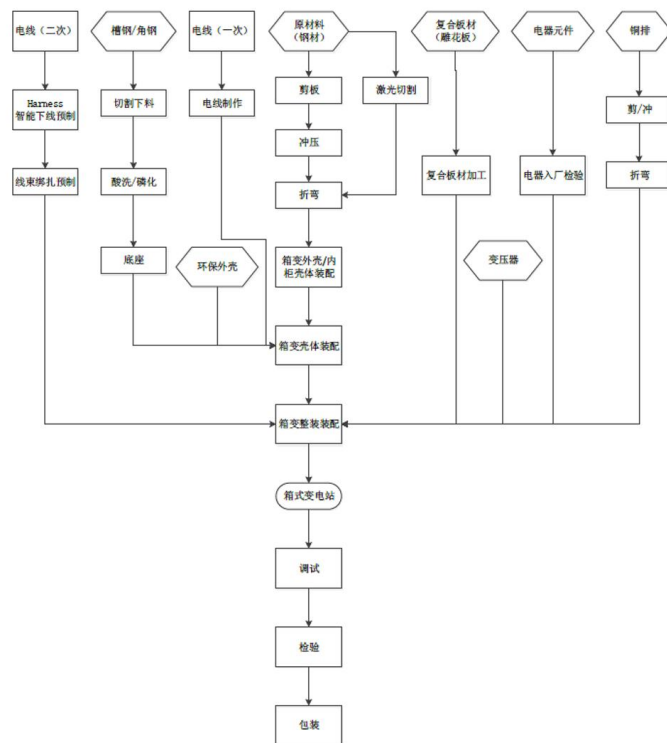 电线（二次）
槽钢/角钢
电线（一次）
原材料
（钢材）
复合板材
（雕花板）
电器元件
铜排
Harness
智能下线预制
切割下料
电线制作
剪板
激光切割
剪/冲
冲压
线束绑扎预制
酸洗/磷化
折弯
复合板材加工
电器入厂检验
折弯
底座
环保外壳
箱变外壳/内
柜壳体装配
变压器
箱变壳体装配
箱变整装装配
箱式变电站
调试
检验
包装